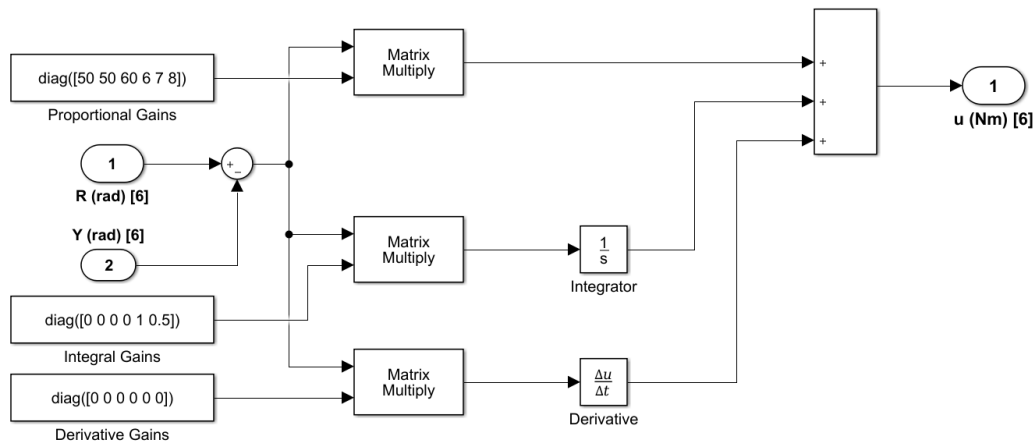 diag([50 50 60 6 7 8])
Proportional Gains
Matrix
Multiply
+
+
+
1
u (Nm) [6]
1
R (rad) [6]
+
−
Y (rad) [6]
2
Matrix
Multiply
1
s
Integrator
diag([0 0 0 0 1 0.5])
Integral Gains
Matrix
Multiply
Δu
Δt
Derivative
diag([0 0 0 0 0 0])
Derivative Gains